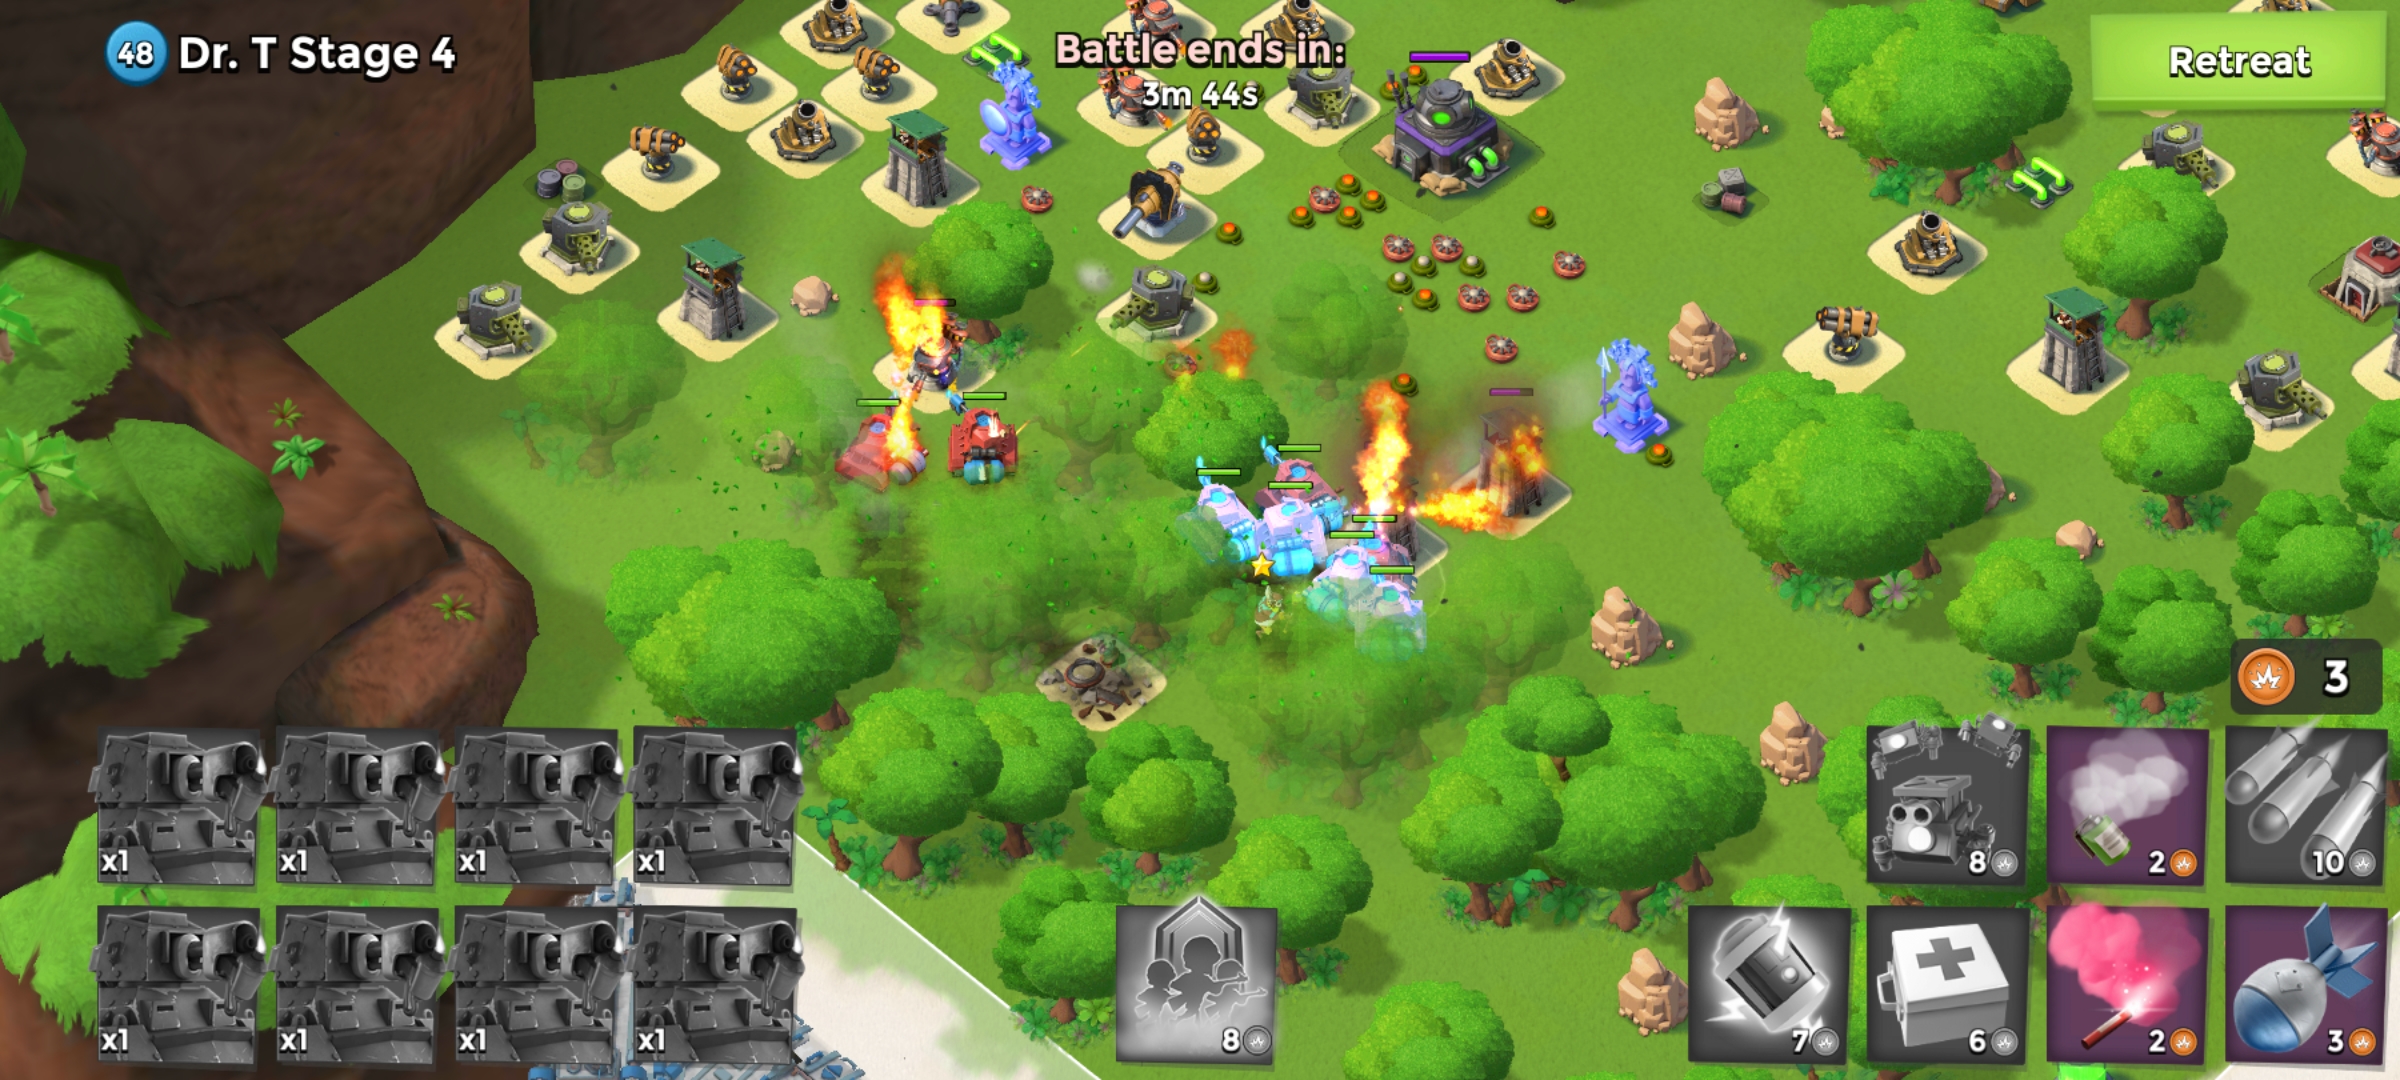 48 Dr. T Stage 4
Battle ends in:
3m 44s
Retreat
3
x1 x1 x1 x1
8 2 10
x1 x1 x1 x1
8 7 6 2 3